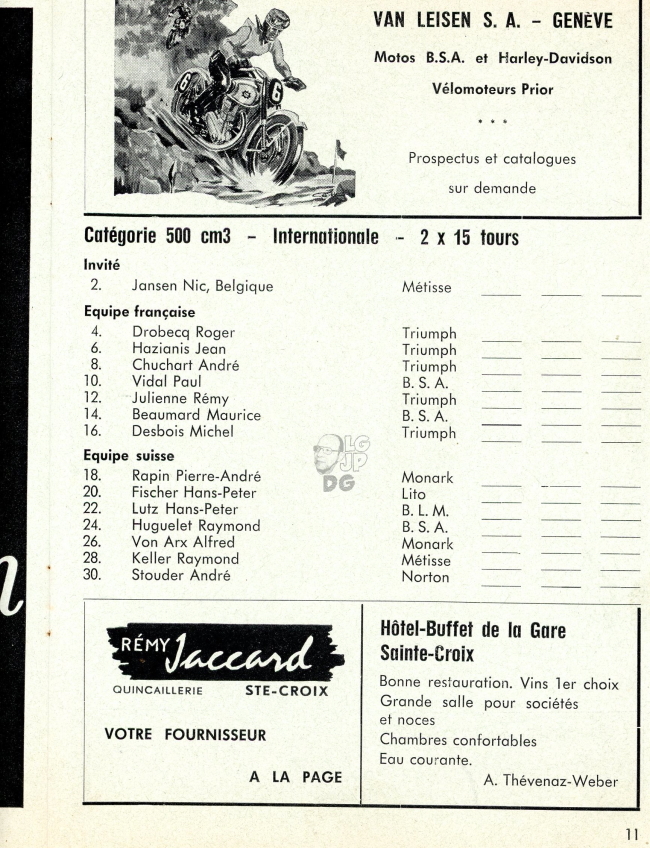 6
6
VAN LEISEN S. A. – GENÈVE
Motos B.S.A. et Harley-Davidson
Vélomoteurs Prior
* * *
Prospectus et catalogues
sur demande
Catégorie 500 cm3 – Internationale – 2 x 15 tours
Invité
2. Jansen Nic, Belgique Métisse
Equipe française
4. Drobecq Roger Triumph
6. Hazianis Jean Triumph
8. Chuchart André Triumph
10. Vidal Paul B. S. A.
12. Julienne Rémy Triumph
14. Beaumard Maurice B. S. A.
16. Desbois Michel Triumph
LG
JP
DG
Equipe suisse
18. Rapin Pierre-André Monark
20. Fischer Hans-Peter Lito
22. Lutz Hans-Peter B. L. M.
24. Huguelet Raymond B. S. A.
26. Von Arx Alfred Monark
28. Keller Raymond Métisse
30. Stouder André Norton
RÉMY Jaccard
QUINCAILLERIE STE-CROIX
VOTRE FOURNISSEUR
A LA PAGE
Hôtel-Buffet de la Gare
Sainte-Croix
Bonne restauration. Vins 1er choix
Grande salle pour sociétés
et noces
Chambres confortables
Eau courante.
A. Thévenaz-Weber
11